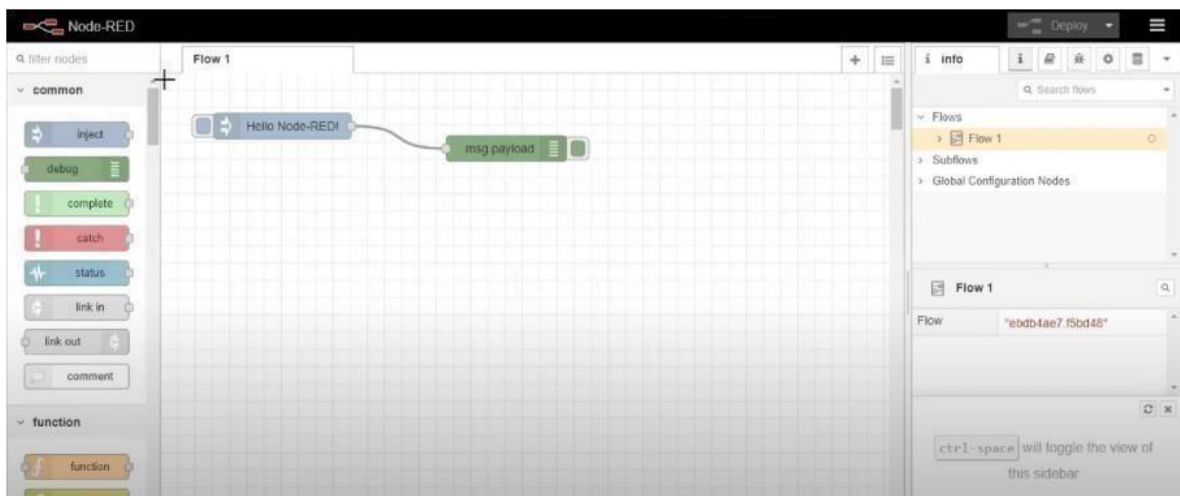 Node-RED
Deploy
filter nodes
Flow 1
info
i
Search flows
common
Flows
Hello Node-RED!
inject
Flow 1
msg.payload
debug
Subflows
Global Configuration Nodes
complete
catch
status
Flow 1
link in
Flow
"ebdb4ae7.f5bd48"
link out
comment
function
ctrl-space will toggle the view of
this sidebar
function